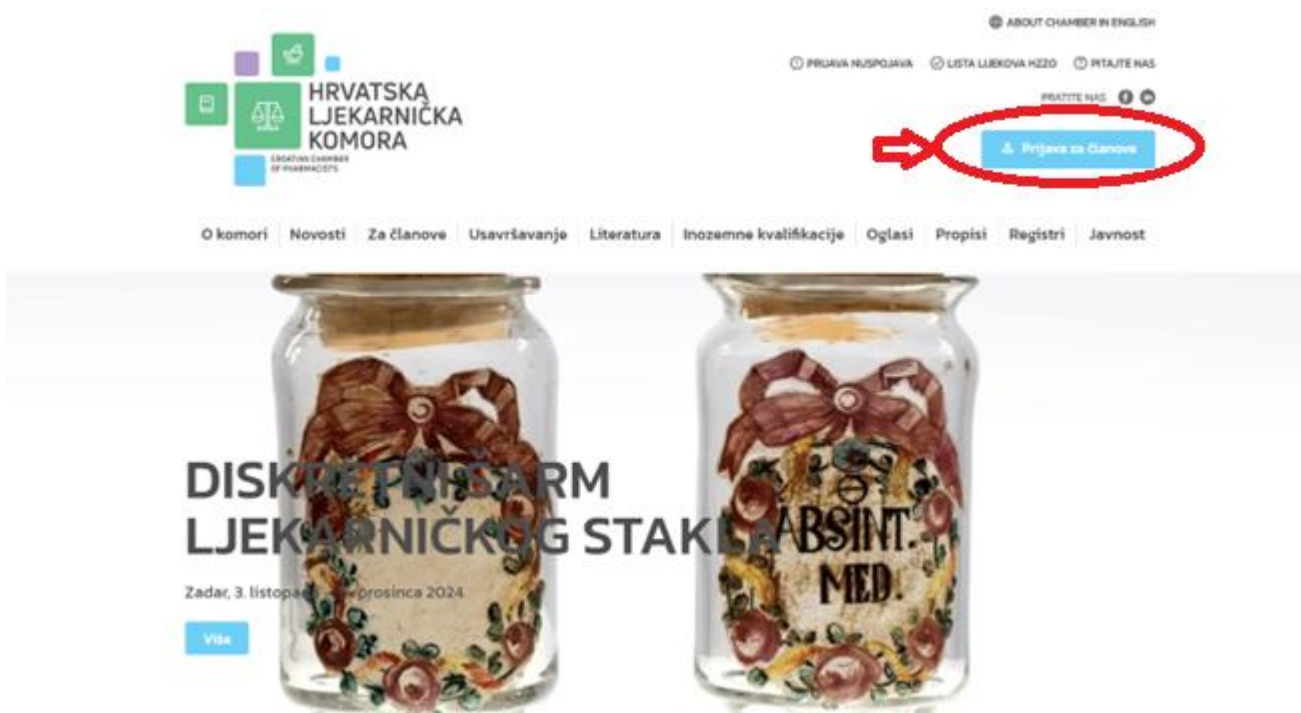 ABOUT CHAMBER IN ENGLISH
PRIJAVA NUSPOJAVA LISTA LIJEKOVA HZZO PITAJTE NAS
PRATITE NAS
HRVATSKA
LJEKARNIČKA
KOMORA
CROATIAN CHAMBER
OF PHARMACISTS
Prijava za članove
O komori Novosti Za članove Usavršavanje Literatura Inozemne kvalifikacije Oglasi Propisi Registri Javnost
DISKRETNI ŠARM
LJEKARNIČKOG STAKLA
ABSINT.
MED.
Zadar, 3. listopada prosinca 2024.
Više